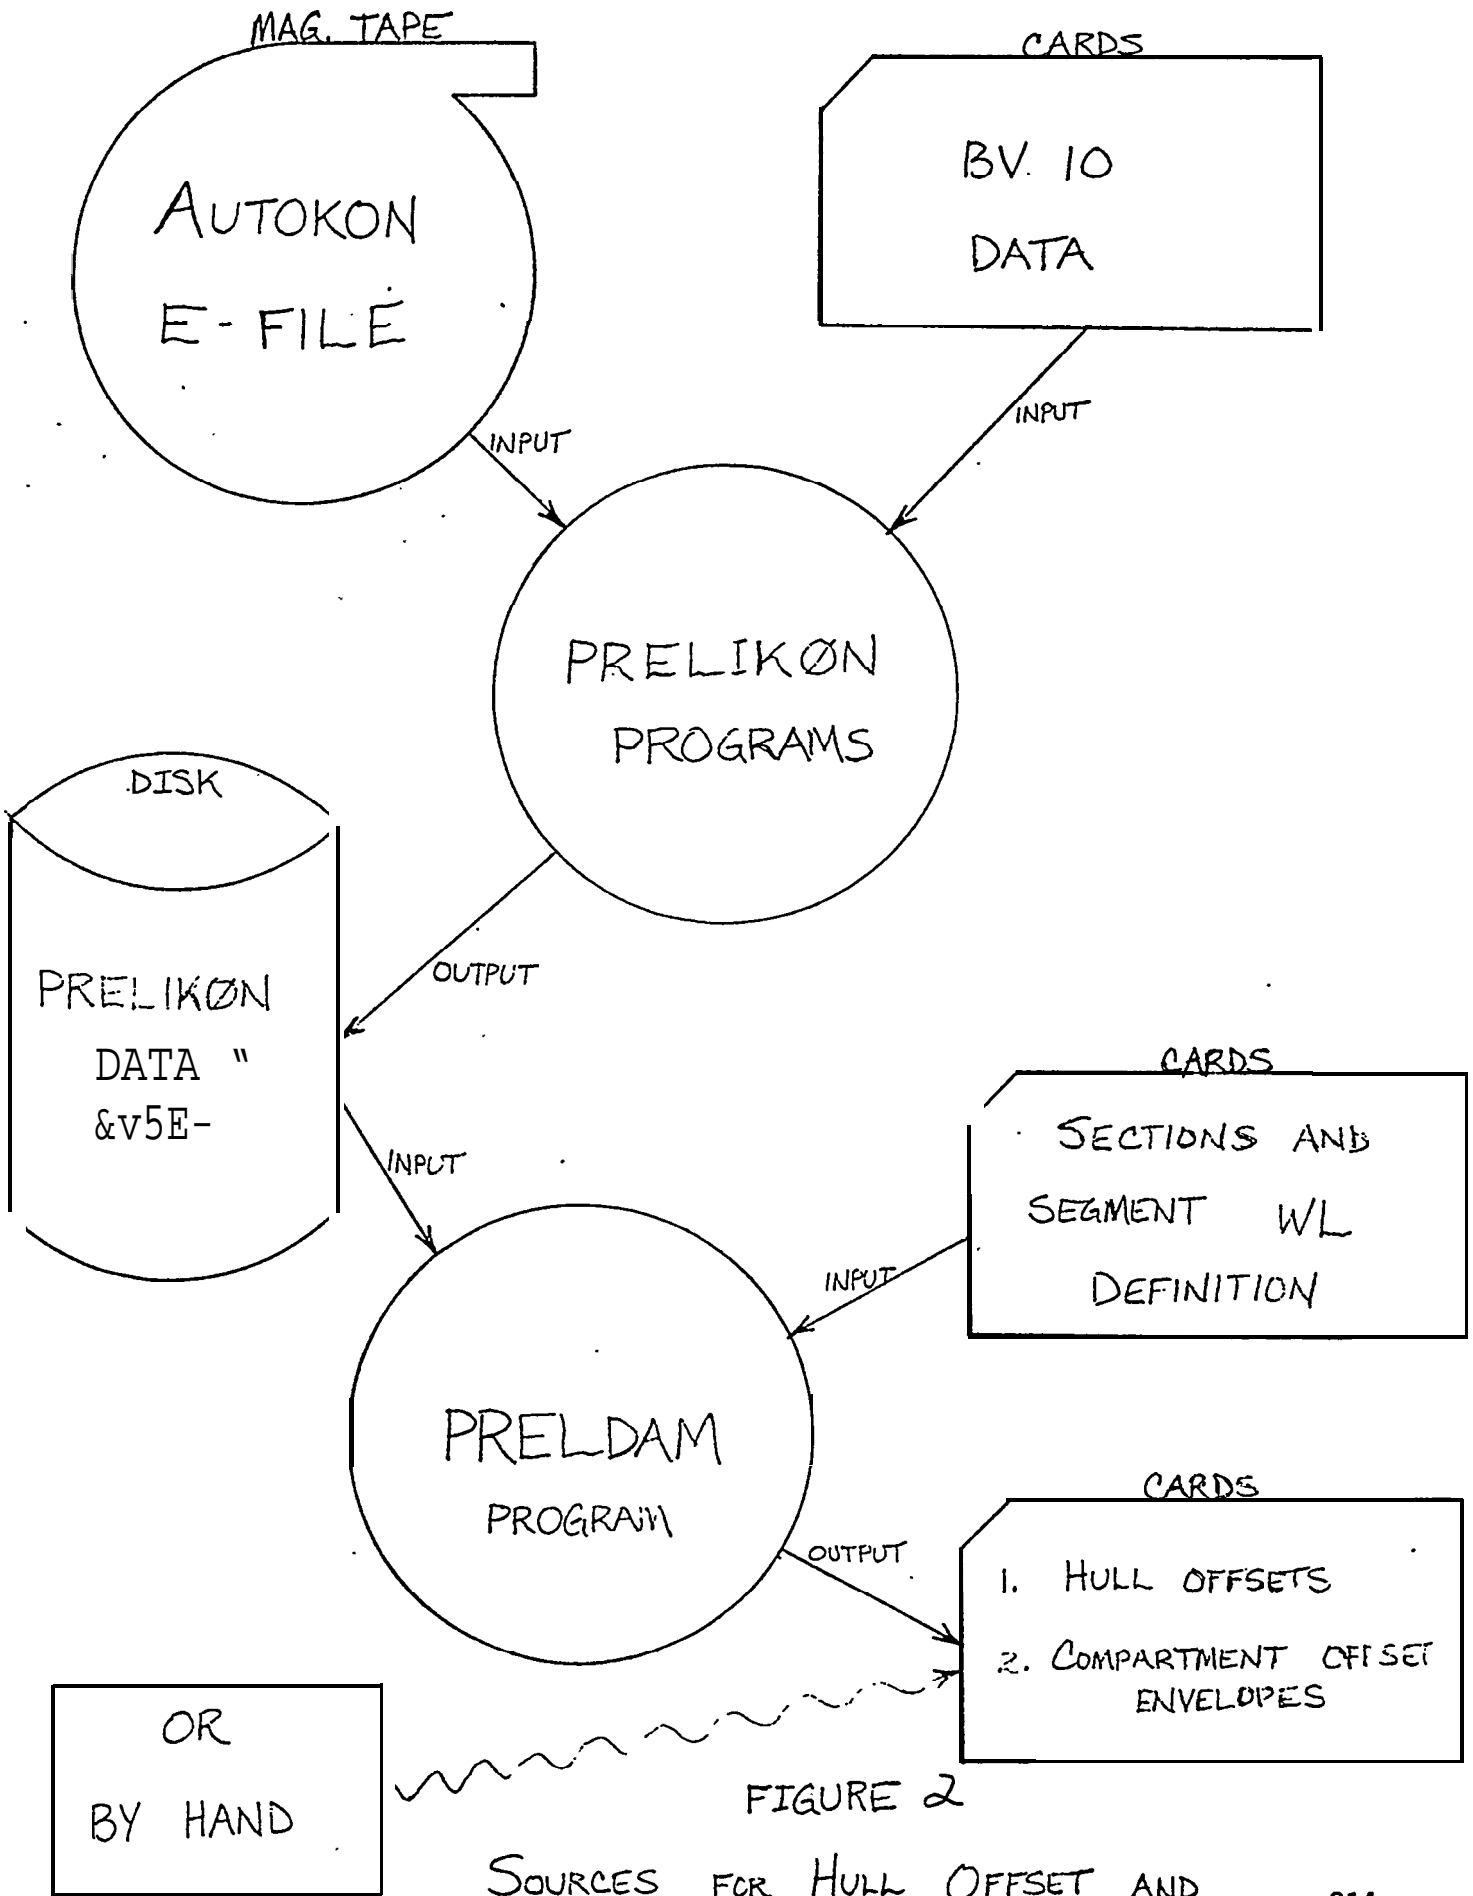 MAG. TAPE
CARDS
AUTOKON
E-FILE
BV. 10
DATA
INPUT
INPUT
PRELIKØN
PROGRAMS
DISK
OUTPUT
PRELIKØN
DATA "
&v5E-
INPUT
CARDS
SECTIONS AND
SEGMENT WL
DEFINITION
INPUT
PRELDAM
PROGRAM
OUTPUT
CARDS
1. HULL OFFSETS
2. COMPARTMENT OFFSET
ENVELOPES
OR
BY HAND
FIGURE 2
SOURCES FOR HULL OFFSET AND